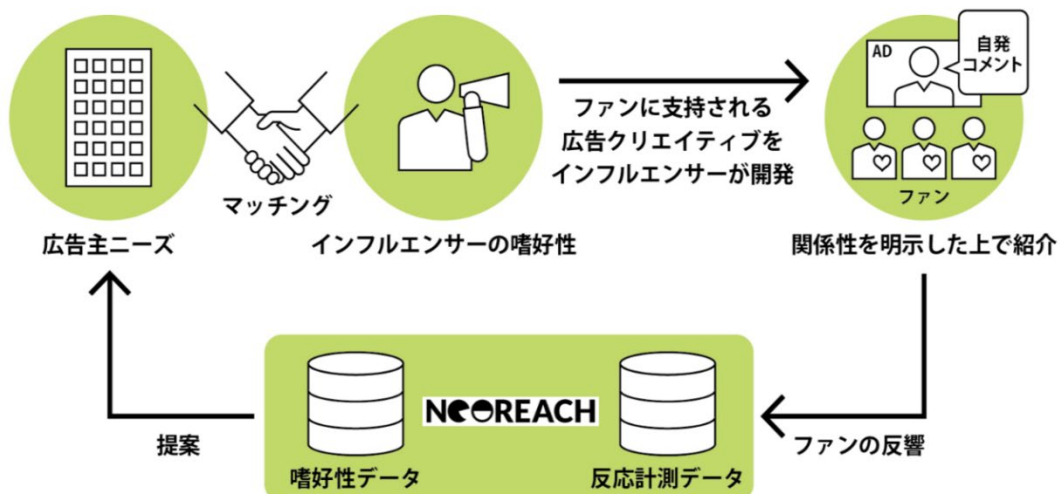 AD
自発
コメント
ファン
マッチング
ファンに支持される
広告クリエイティブを
インフルエンサーが開発
広告主ニーズ
インフルエンサーの嗜好性
関係性を明示した上で紹介
提案
NEOREACH
嗜好性データ
反応計測データ
ファンの反響